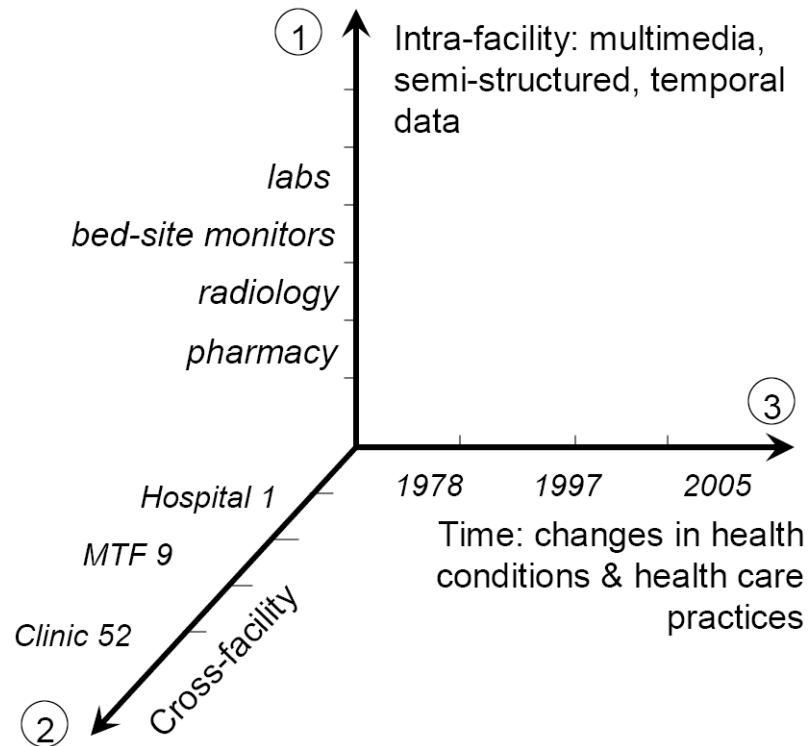 1
Intra-facility: multimedia,
semi-structured, temporal
data
labs
bed-site monitors
radiology
pharmacy
3
1978
1997
2005
Time: changes in health
conditions & health care
practices
Hospital 1
MTF 9
Clinic 52
Cross-facility
2